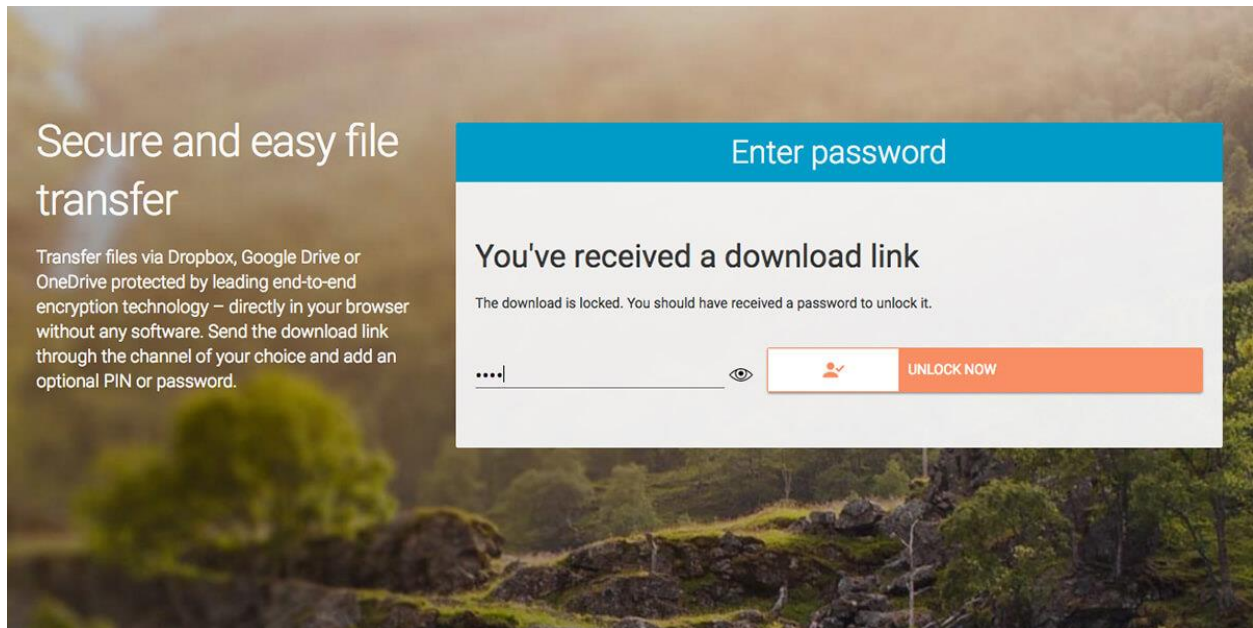 Secure and easy file
transfer
Transfer files via Dropbox, Google Drive or
OneDrive protected by leading end-to-end
encryption technology – directly in your browser
without any software. Send the download link
through the channel of your choice and add an
optional PIN or password.
Enter password
You've received a download link
The download is locked. You should have received a password to unlock it.
••••
UNLOCK NOW